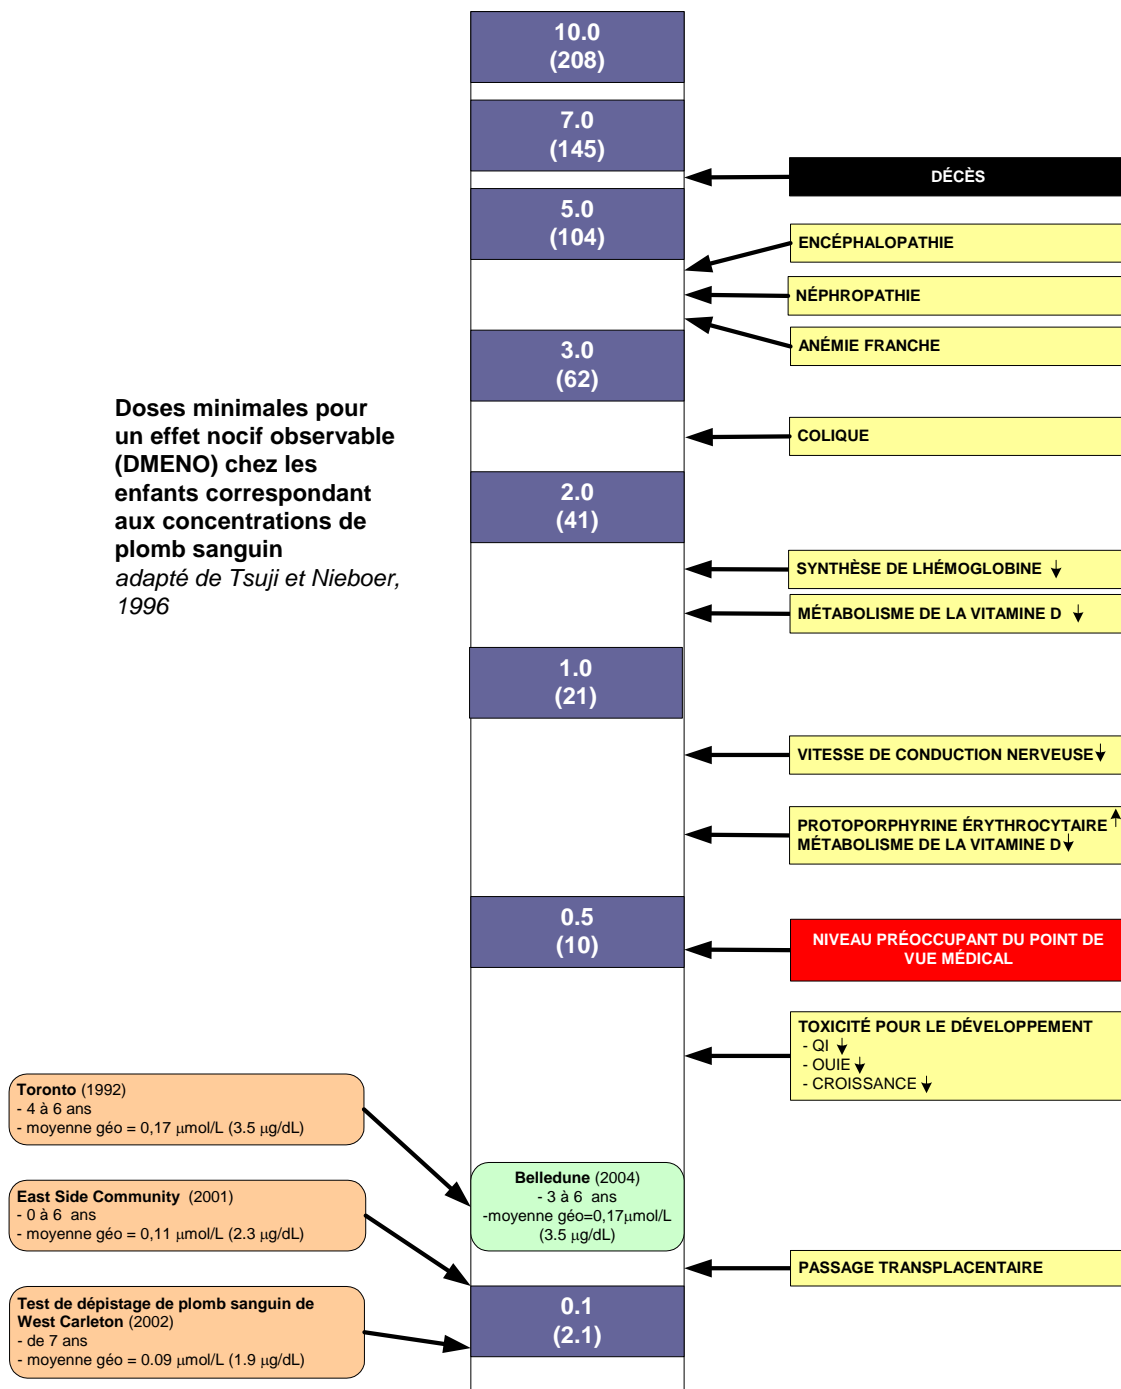 10.0
(208)
7.0
(145)
DÉCÈS
5.0
(104)
ENCÉPHALOPATHIE
NÉPHROPATHIE
ANÉMIE FRANCHE
3.0
(62)
Doses minimales pour
un effet nocif observable
(DMENO) chez les
enfants correspondant
aux concentrations de
plomb sanguin
adapté de Tsuji et Nieboer,
1996
COLIQUE
2.0
(41)
SYNTHÈSE DE LHÉMOGLOBINE ↓
MÉTABOLISME DE LA VITAMINE D ↓
1.0
(21)
VITESSE DE CONDUCTION NERVEUSE ↓
PROTOPORPHYRINE ÉRYTHROCYTAIRE ↑
MÉTABOLISME DE LA VITAMINE D ↓
0.5
(10)
NIVEAU PRÉOCCUPANT DU POINT DE
VUE MÉDICAL
TOXICITÉ POUR LE DÉVELOPPEMENT
- QI ↓
- OUIE ↓
- CROISSANCE ↓
Toronto (1992)
- 4 à 6 ans
- moyenne géo = 0,17 µmol/L (3.5 µg/dL)
Belledune (2004)
- 3 à 6 ans
-moyenne géo=0,17µmol/L
(3.5 µg/dL)
East Side Community (2001)
- 0 à 6 ans
- moyenne géo = 0,11 µmol/L (2.3 µg/dL)
PASSAGE TRANSPLACENTAIRE
0.1
(2.1)
Test de dépistage de plomb sanguin de
West Carleton (2002)
- de 7 ans
- moyenne géo = 0.09 µmol/L (1.9 µg/dL)